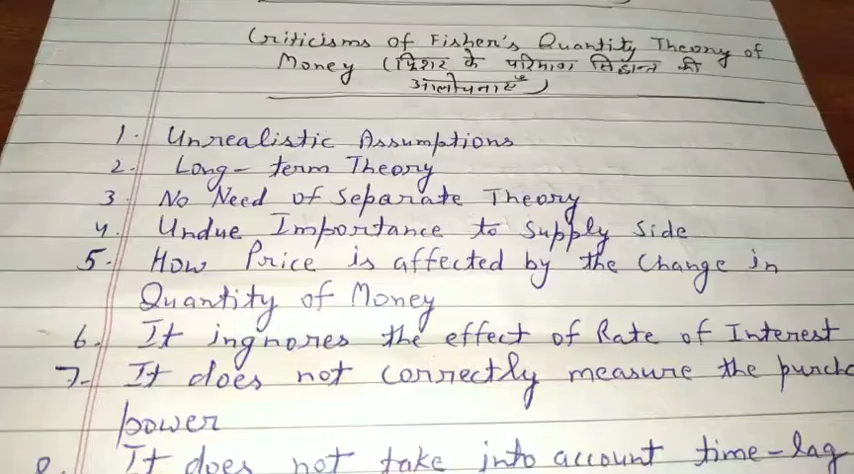 Criticisms of Fisher's Quantity Theory of
Money (फिशर के परिमाण सिद्धान्त की
आलोचनाएँ)
1. Unrealistic Assumptions
2. Long-term Theory
3. No Need of Separate Theory
4. Undue Importance to Supply Side
5. How Price is affected by the Change in
Quantity of Money
6. It ingnores the effect of Rate of Interest
7. It does not correctly measure the purcha
power
8. It does not take into account time-lag